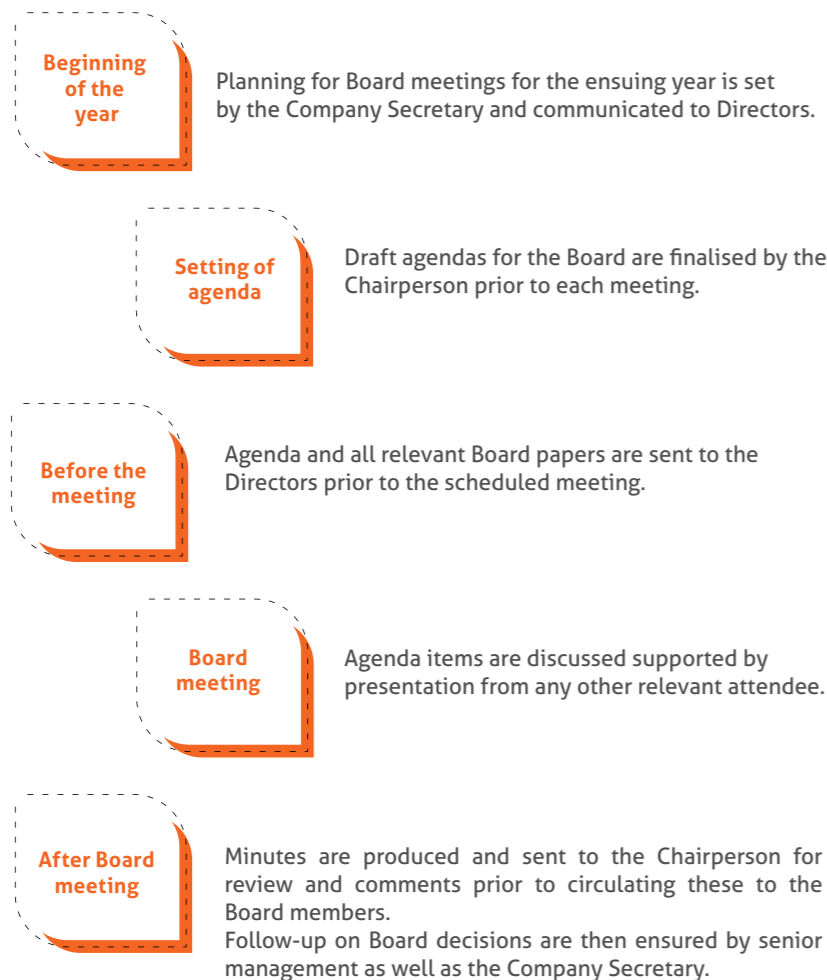 Beginning
of the
year
Planning for Board meetings for the ensuing year is set
by the Company Secretary and communicated to Directors.
Setting of
agenda
Draft agendas for the Board are finalised by the
Chairperson prior to each meeting.
Before the
meeting
Agenda and all relevant Board papers are sent to the
Directors prior to the scheduled meeting.
Board
meeting
Agenda items are discussed supported by
presentation from any other relevant attendee.
After Board
meeting
Minutes are produced and sent to the Chairperson for
review and comments prior to circulating these to the
Board members.
Follow-up on Board decisions are then ensured by senior
management as well as the Company Secretary.